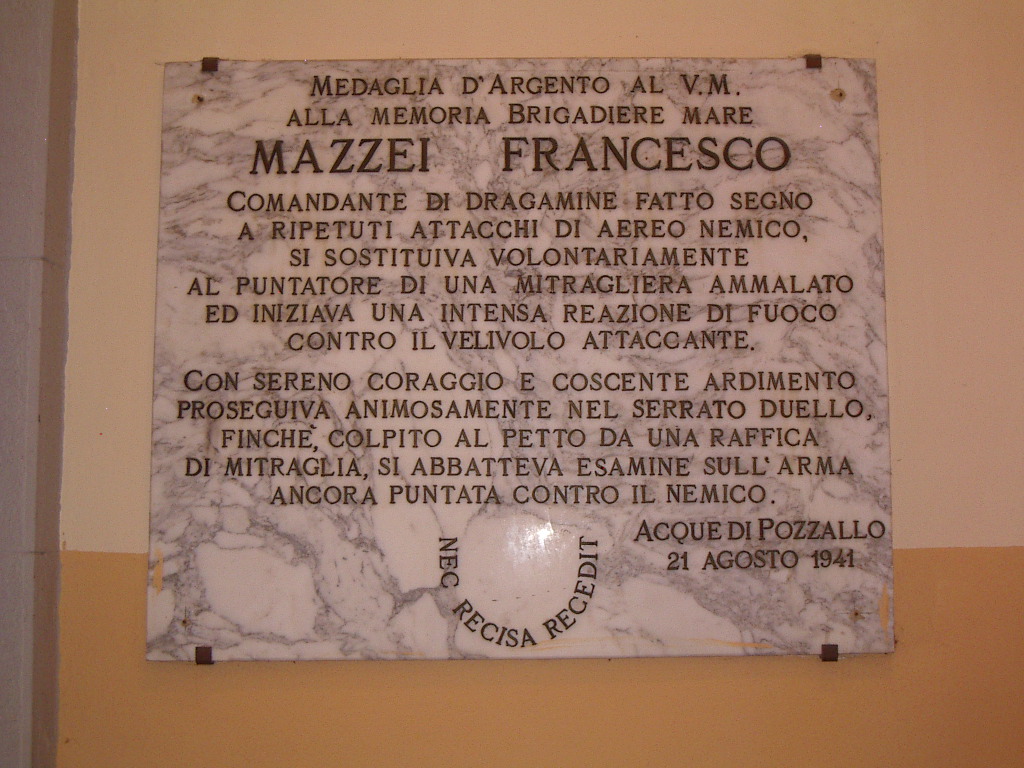 MEDAGLIA D'ARGENTO AL V.M.
ALLA MEMORIA BRIGADIERE MARE
MAZZEI FRANCESCO
COMANDANTE DI DRAGAMINE FATTO SEGNO
A RIPETUTI ATTACCHI DI AEREO NEMICO,
SI SOSTITUIVA VOLONTARIAMENTE
AL PUNTATORE DI UNA MITRAGLIERA AMMALATO
ED INIZIAVA UNA INTENSA REAZIONE DI FUOCO
CONTRO IL VELIVOLO ATTACCANTE.
CON SERENO CORAGGIO E COSCENTE ARDIMENTO
PROSEGUIVA ANIMOSAMENTE NEL SERRATO DUELLO,
FINCHÈ, COLPITO AL PETTO DA UNA RAFFICA
DI MITRAGLIA, SI ABBATTEVA ESAMINE SULL'ARMA
ANCORA PUNTATA CONTRO IL NEMICO.
ACQUE DI POZZALLO
21 AGOSTO 1941
NEC RECISA RECEDIT